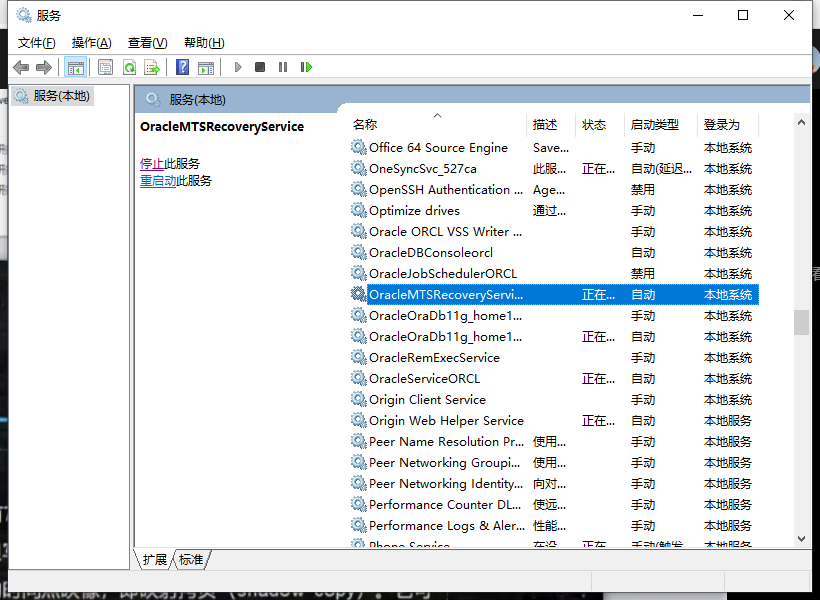 服务
文件(F) 操作(A) 查看(V) 帮助(H)
服务(本地)
服务(本地)
OracleMTSRecoveryService
停止此服务
重启动此服务
名称 描述 状态 启动类型 登录为
Office 64 Source Engine Save... 手动 本地系统
OneSyncSvc_527ca 此服... 正在... 自动(延迟... 本地系统
OpenSSH Authentication ... Age... 禁用 本地系统
Optimize drives 通过... 手动 本地系统
Oracle ORCL VSS Writer ... 手动 本地系统
OracleDBConsoleorcl 自动 本地系统
OracleJobSchedulerORCL 禁用 本地系统
OracleMTSRecoveryServi... 正在... 自动 本地系统
OracleOraDb11g_home1... 手动 本地系统
OracleOraDb11g_home1... 正在... 自动 本地系统
OracleRemExecService 手动 本地系统
OracleServiceORCL 正在... 自动 本地系统
Origin Client Service 手动 本地系统
Origin Web Helper Service 正在... 自动 本地服务
Peer Name Resolution Pr... 使用... 手动 本地服务
Peer Networking Groupi... 使用... 手动 本地服务
Peer Networking Identity... 向对... 手动 本地服务
Performance Counter DL... 使远... 手动 本地服务
Performance Logs & Aler... 性能... 手动 本地服务
Phone Service 在设... 正在... 手动(触发... 本地服务
扩展 标准